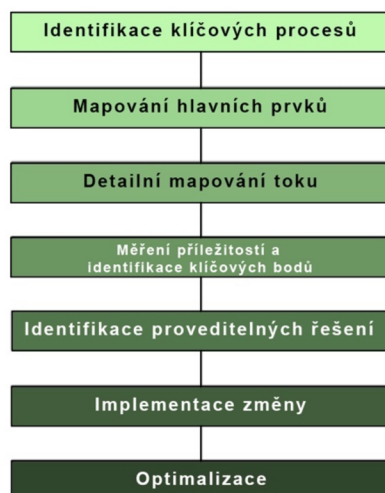 Identifikace klíčových procesů
Mapování hlavních prvků
Detailní mapování toku
Měření příležitostí a
identifikace klíčových bodů
Identifikace proveditelných řešení
Implementace změny
Optimalizace